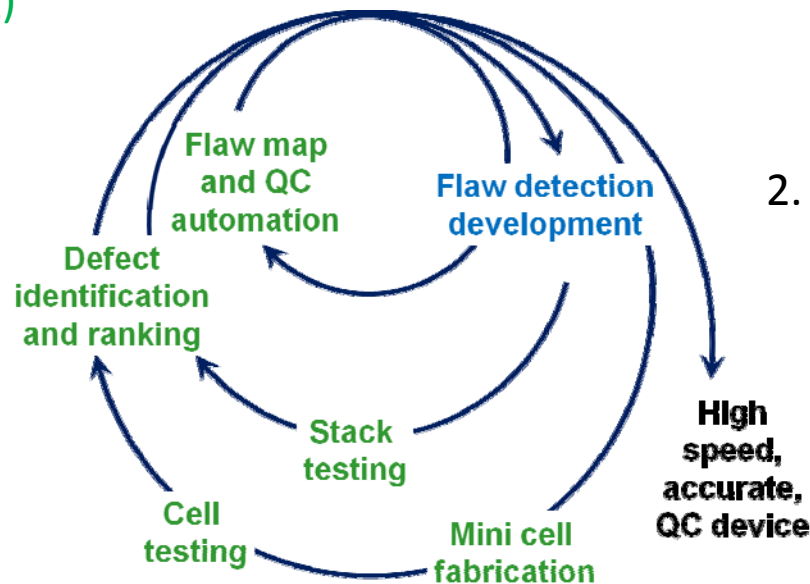 )
Flaw map
and QC
automation
Flaw detection
development
2.
Defect
identification
and ranking
Stack
testing
HIgh
speed,
accurate,
QC device
Cell
testing
Mini cell
fabrication